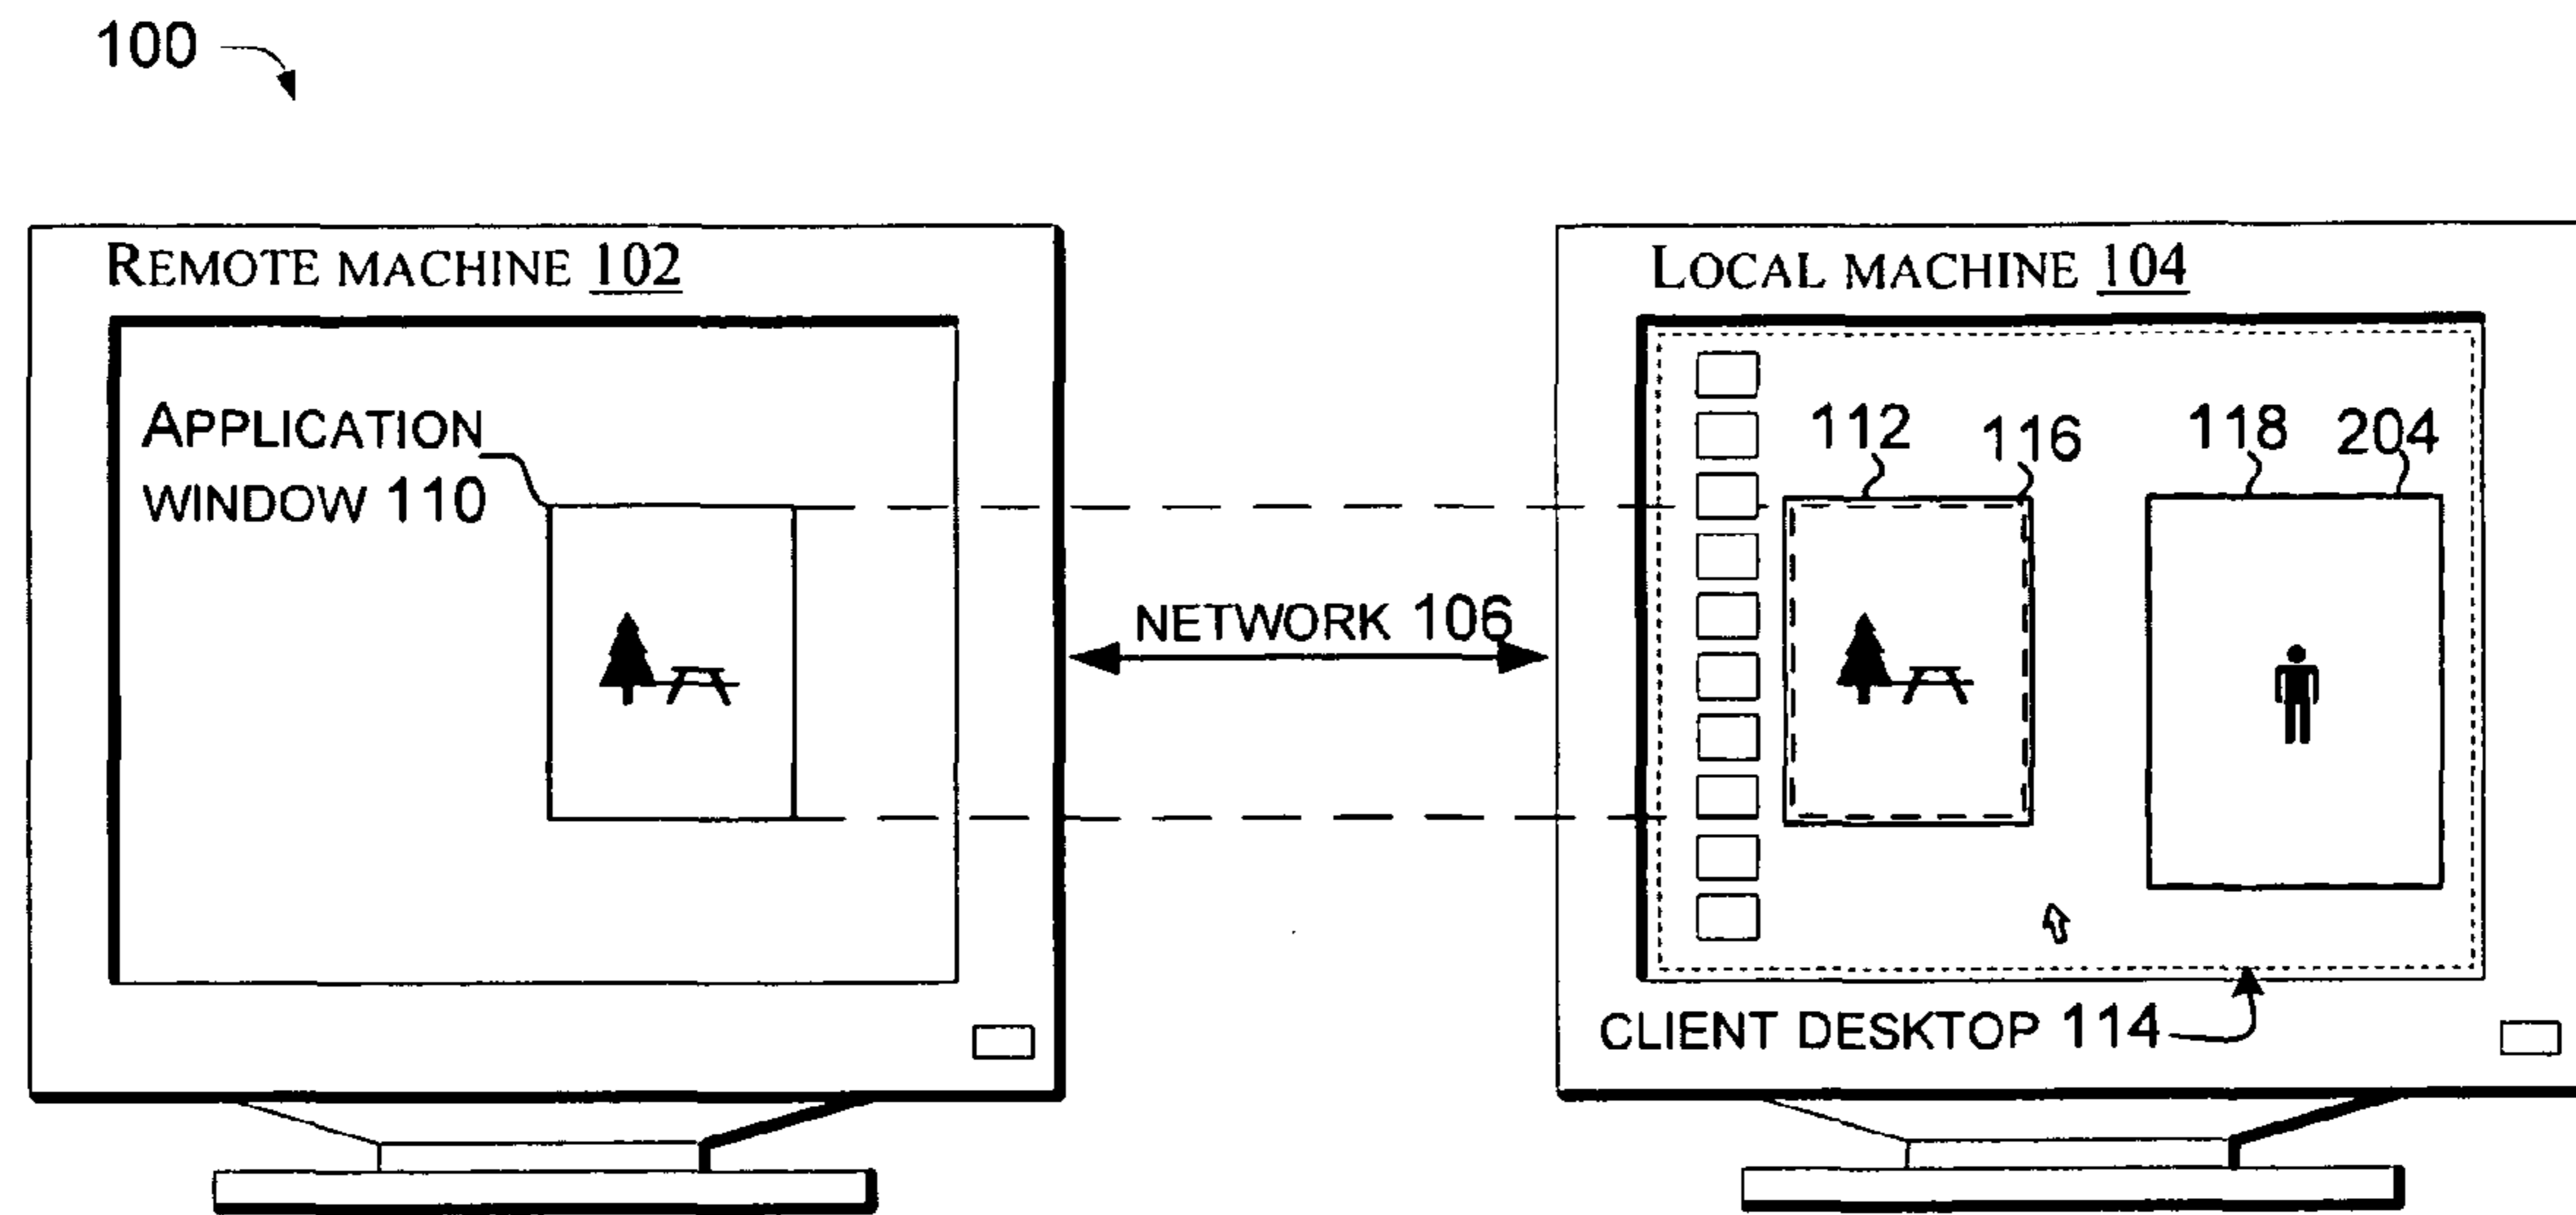 100
REMOTE MACHINE 102
LOCAL MACHINE 104
APPLICATION
WINDOW 110
112
116
118
204
NETWORK 106
CLIENT DESKTOP 114